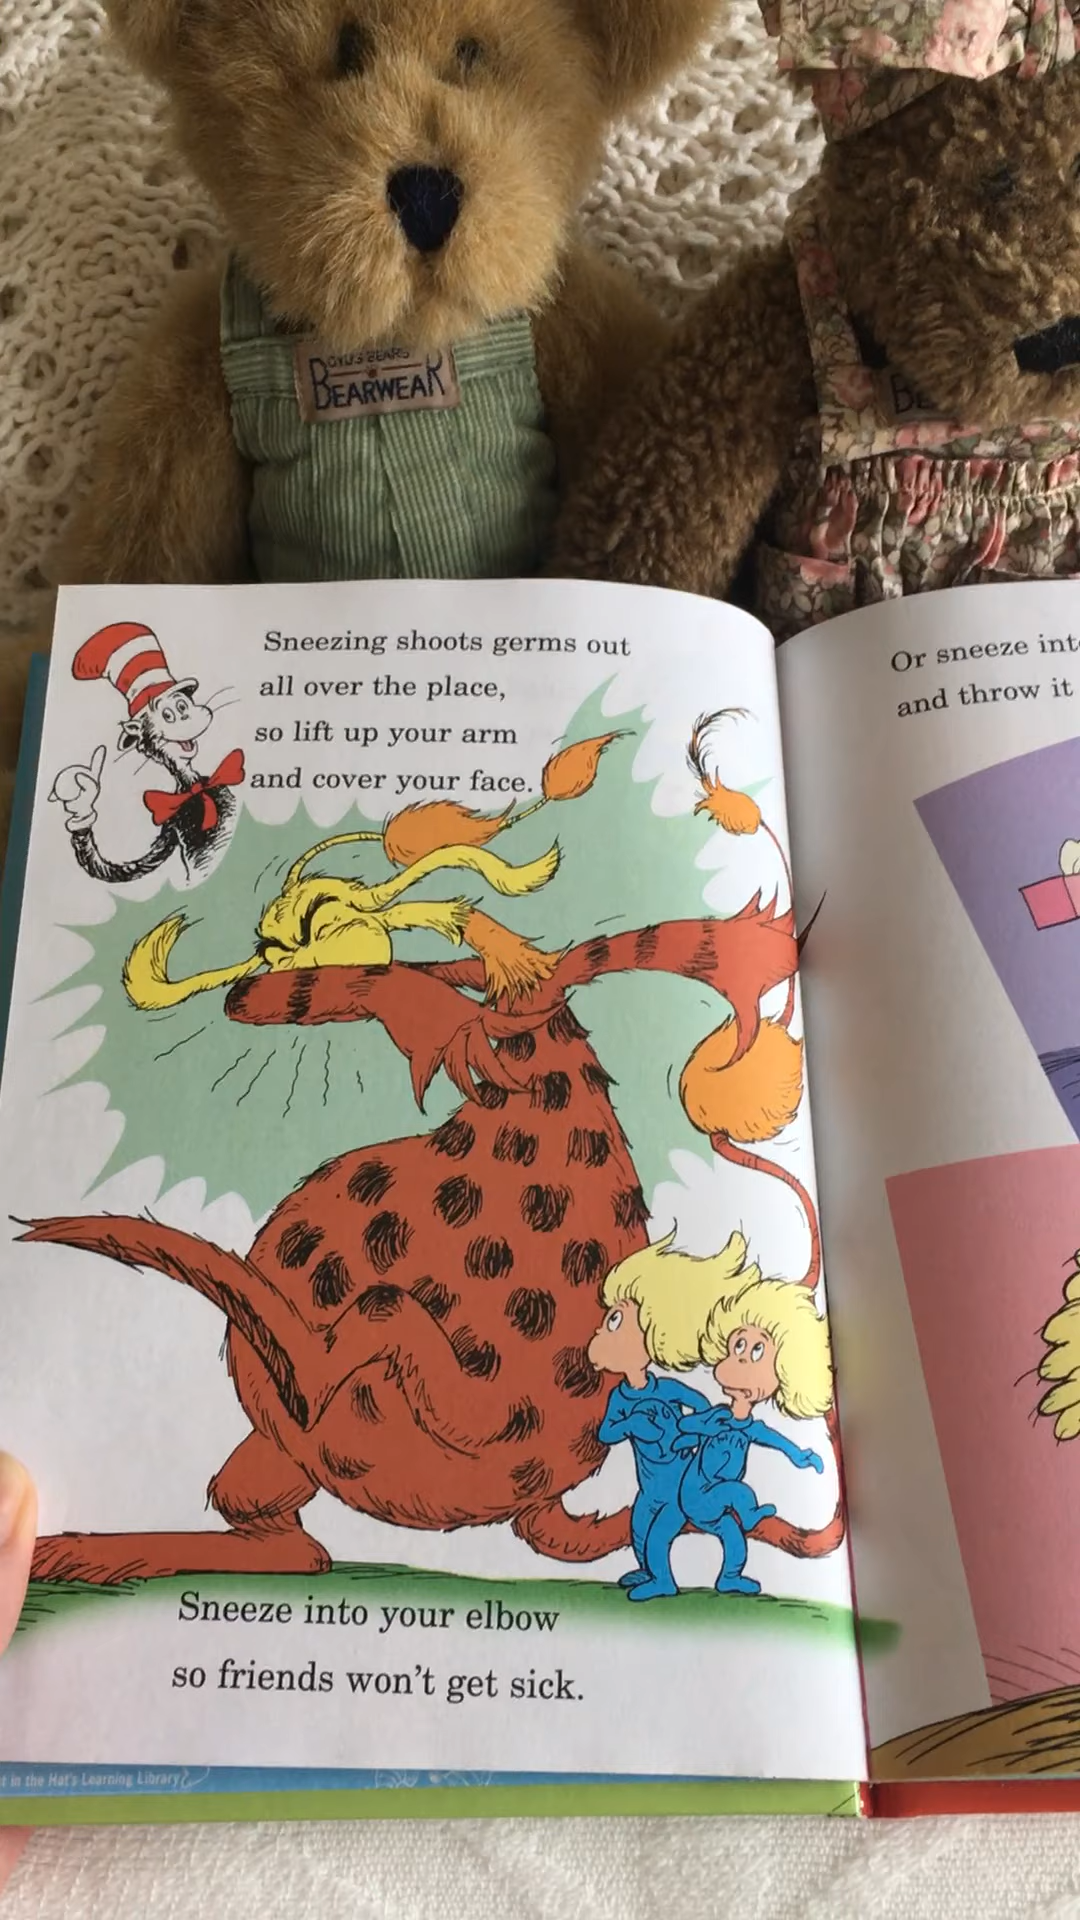 BEARS
BEARWEAR
Sneezing shoots germs out
all over the place,
so lift up your arm
and cover your face.
Sneeze into your elbow
so friends won't get sick.
Or sneeze
and throw it
TWIN
2
in the Hat's Learning Library